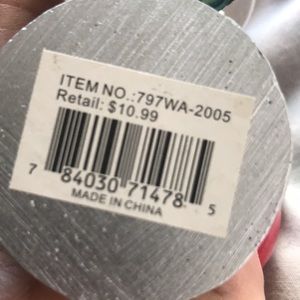 ITEM NO.:797WA-2005
Retail: $10.99
7 84030 71478 5
MADE IN CHINA